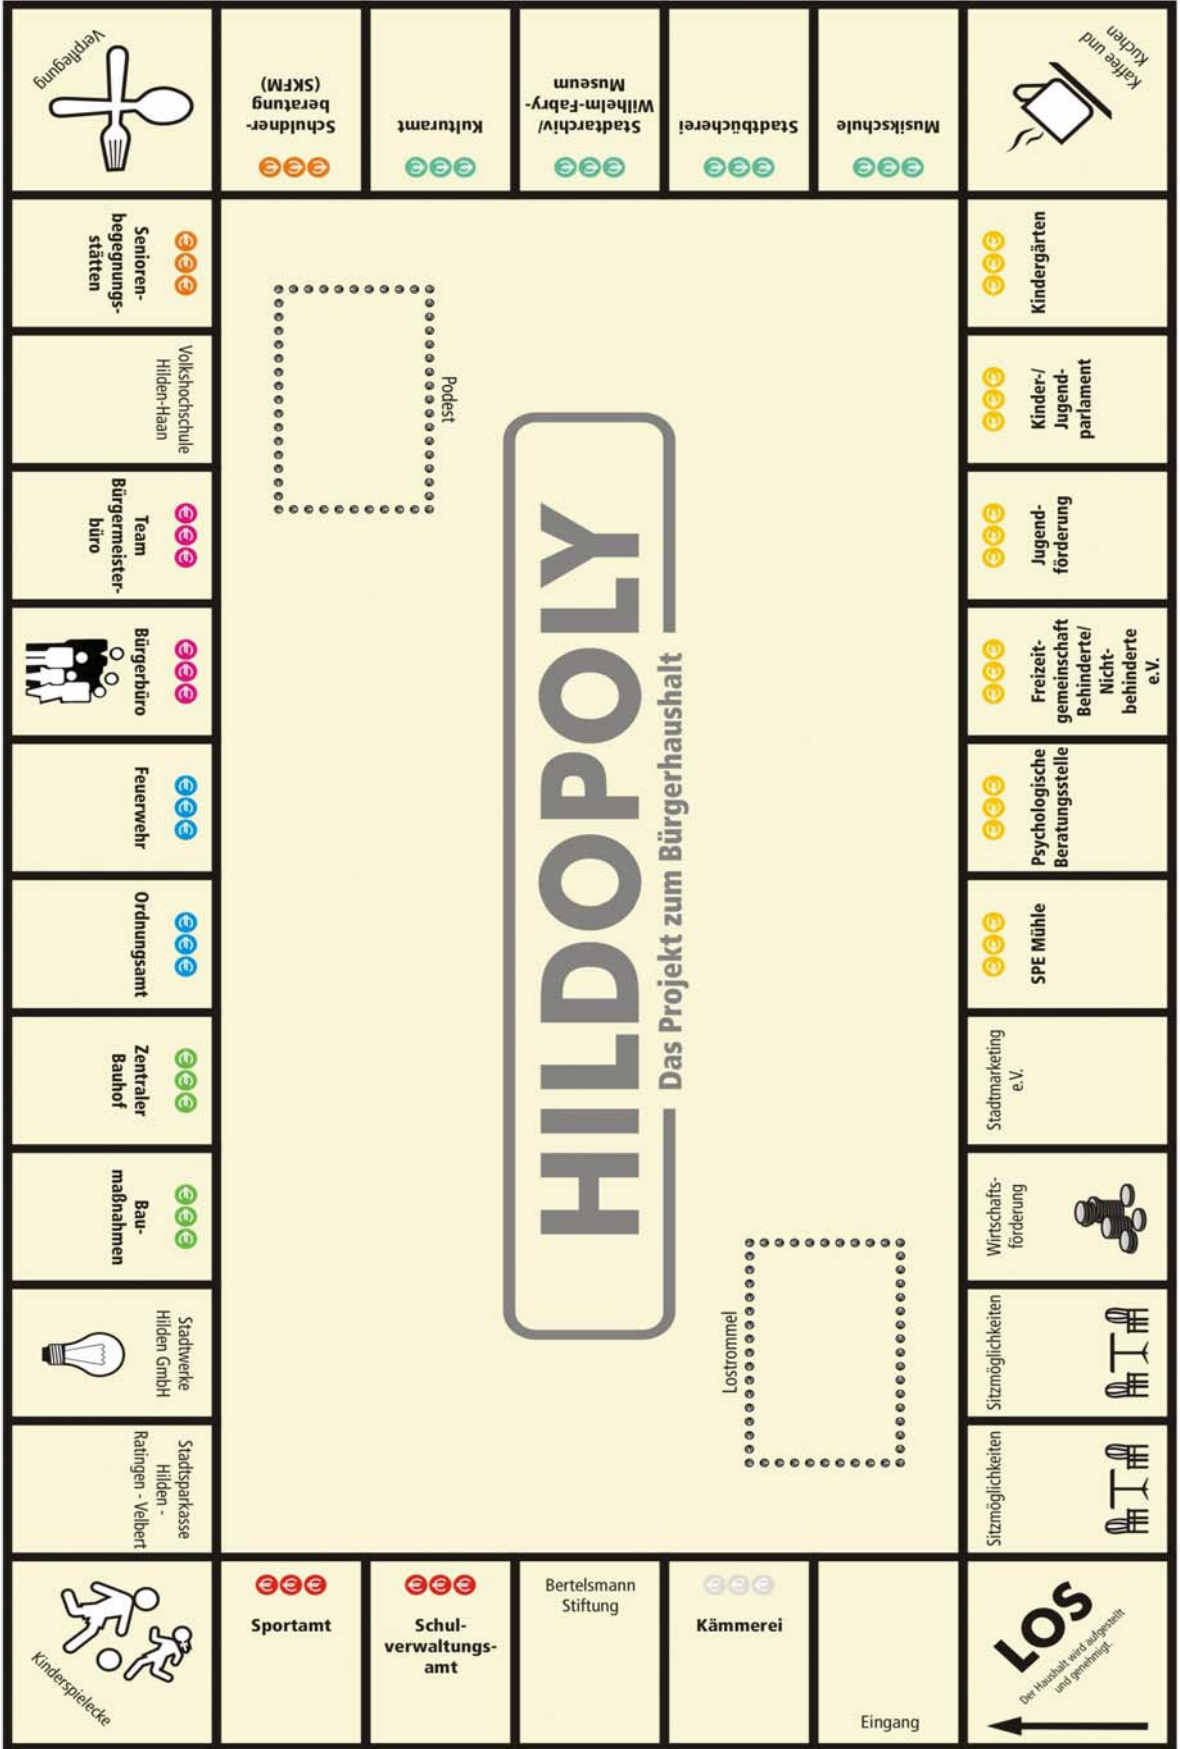 Verpflegung
Schuldner-
beratung
(SKFM)
Kulturamt
Stadtarchiv/
Wilhelm-Fabry-
Museum
Stadtbücherei
Musikschule
Kaffee und
Kuchen
Kindergärten
Kinder-/
Jugend-
parlament
Jugend-
förderung
Freizeit-
gemeinschaft
Behinderte/
Nicht-
behinderte
e.V.
Psychologische
Beratungsstelle
SPE Mühle
Stadtmarketing
e.V.
Wirtschafts-
förderung
Sitzmöglichkeiten
Sitzmöglichkeiten
LOS
Der Haushalt wird aufgestellt
und genehmigt.
Eingang
Kämmerei
Bertelsmann
Stiftung
Schul-
verwaltungs-
amt
Sportamt
Kinderspielecke
Stadtsparkasse
Hilden -
Ratingen - Velbert
Stadtwerke
Hilden GmbH
Bau-
maßnahmen
Zentraler
Bauhof
Ordnungsamt
Feuerwehr
Bürgerbüro
Team
Bürgermeister-
büro
Volkshochschule
Hilden-Haan
Senioren-
begegnungs-
stätten
Podest
HILDOPOLY
Das Projekt zum Bürgerhaushalt
Lostrommel